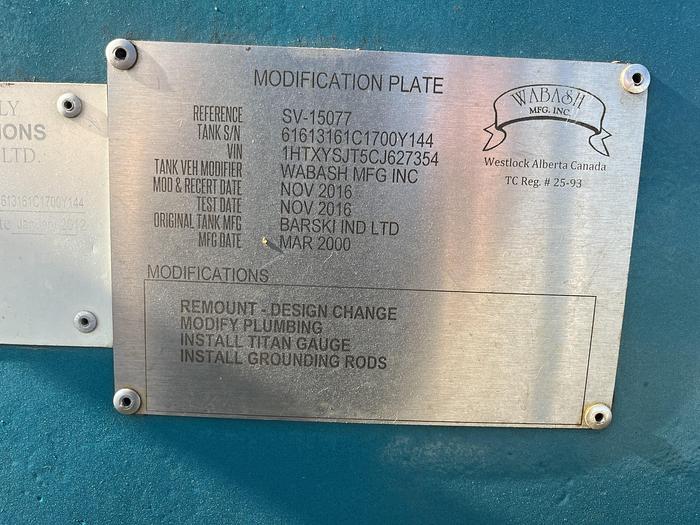 MODIFICATION PLATE
REFERENCE SV-15077
TANK S/N 61613161C1700Y144
VIN 1HTXYSJT5CJ627354
TANK VEH MODIFIER WABASH MFG INC
MOD & RECERT DATE NOV 2016
TEST DATE NOV 2016
ORIGINAL TANK MFG BARSKI IND LTD
MFG DATE MAR 2000
WABASH
MFG. INC.
Westlock Alberta Canada
TC Reg. # 25-93
MODIFICATIONS
REMOUNT - DESIGN CHANGE
MODIFY PLUMBING
INSTALL TITAN GAUGE
INSTALL GROUNDING RODS
LY
IONS
LTD.
61613161C1700Y144
2012